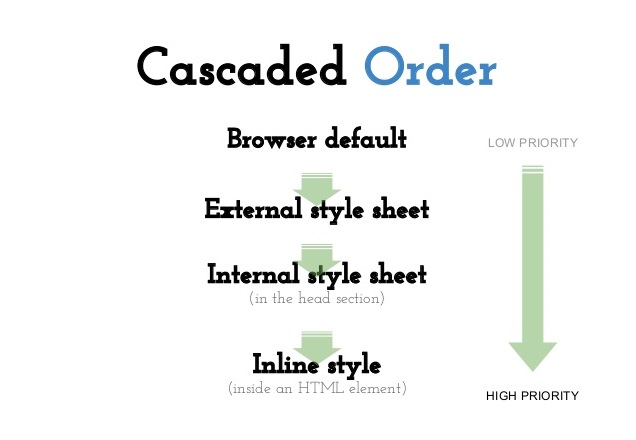 Cascaded Order
Browser default
LOW PRIORITY
External style sheet
Internal style sheet
(in the head section)
Inline style
(inside an HTML element)
HIGH PRIORITY